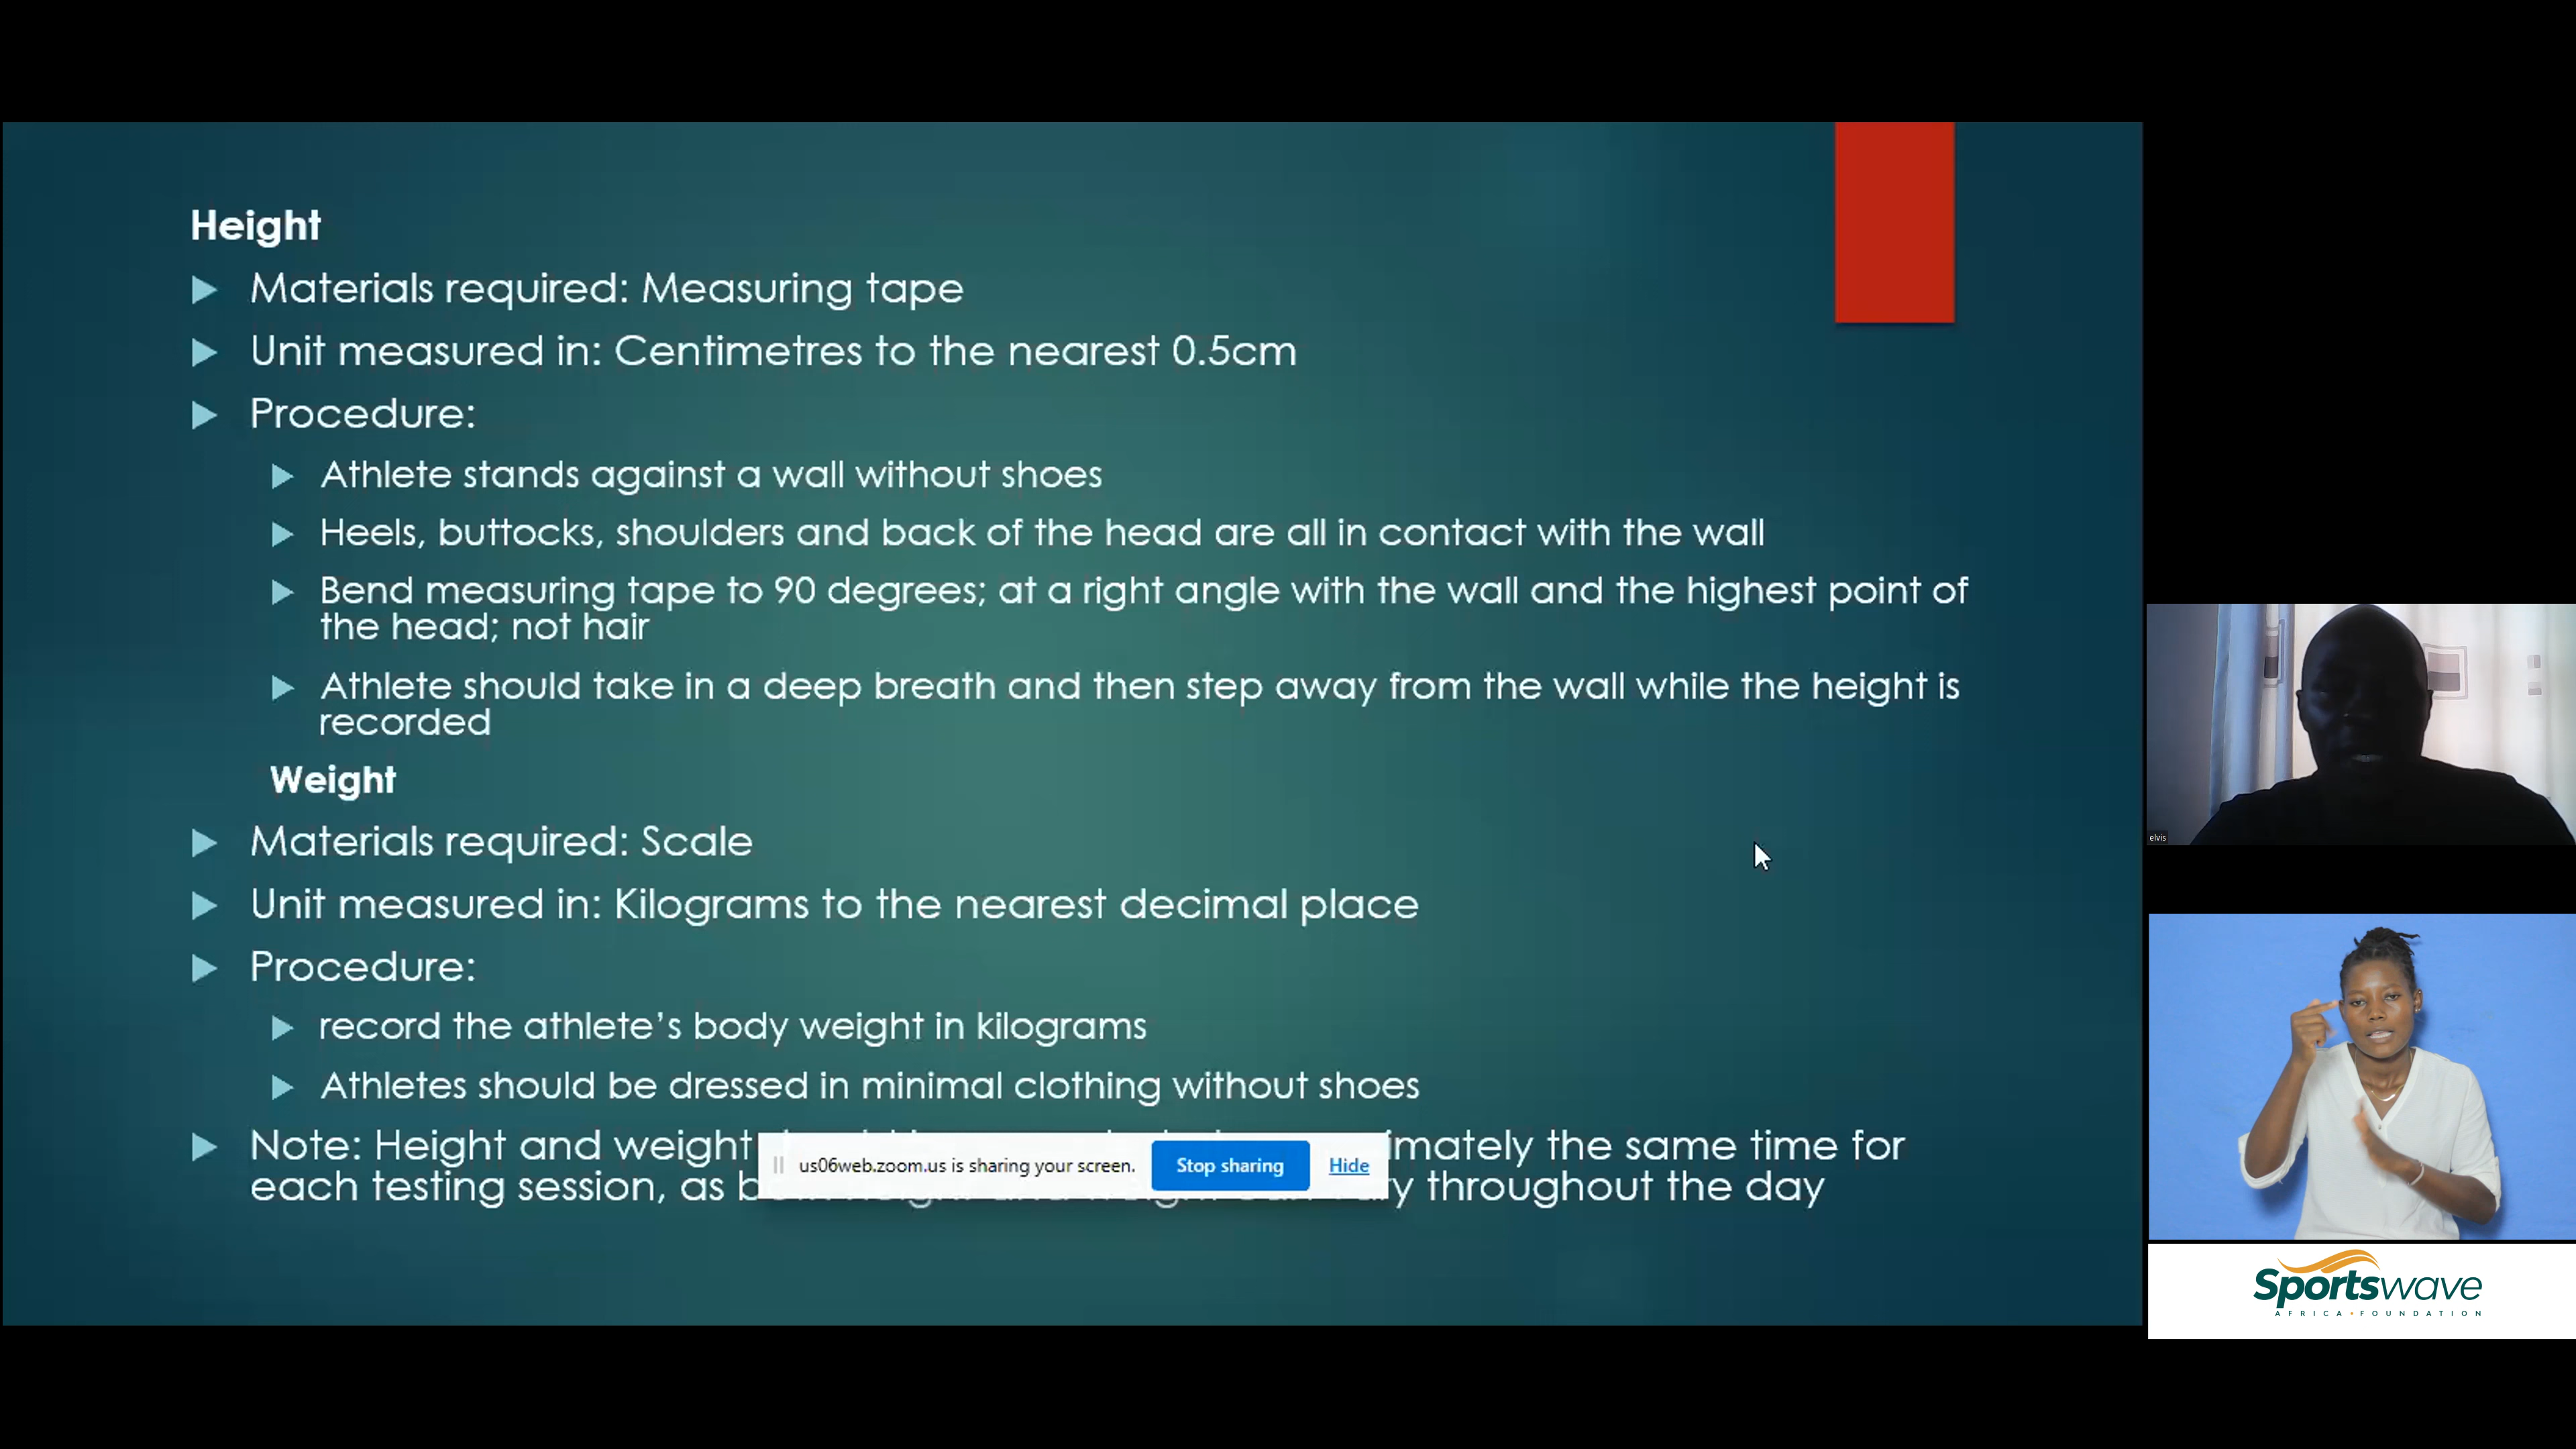 Height
Materials required: Measuring tape
Unit measured in: Centimetres to the nearest 0.5cm
Procedure:
Athlete stands against a wall without shoes
Heels, buttocks, shoulders and back of the head are all in contact with the wall
Bend measuring tape to 90 degrees; at a right angle with the wall and the highest point of
the head; not hair
Athlete should take in a deep breath and then step away from the wall while the height is
recorded
Weight
Materials required: Scale
Unit measured in: Kilograms to the nearest decimal place
Procedure:
record the athlete's body weight in kilograms
Athletes should be dressed in minimal clothing without shoes
Note: Height and weight the same time for
each testing session, as throughout the day
us06web.zoom.us is sharing your screen. Stop sharing Hide
elvis
Sportswave
AFRICA • FOUNDATION